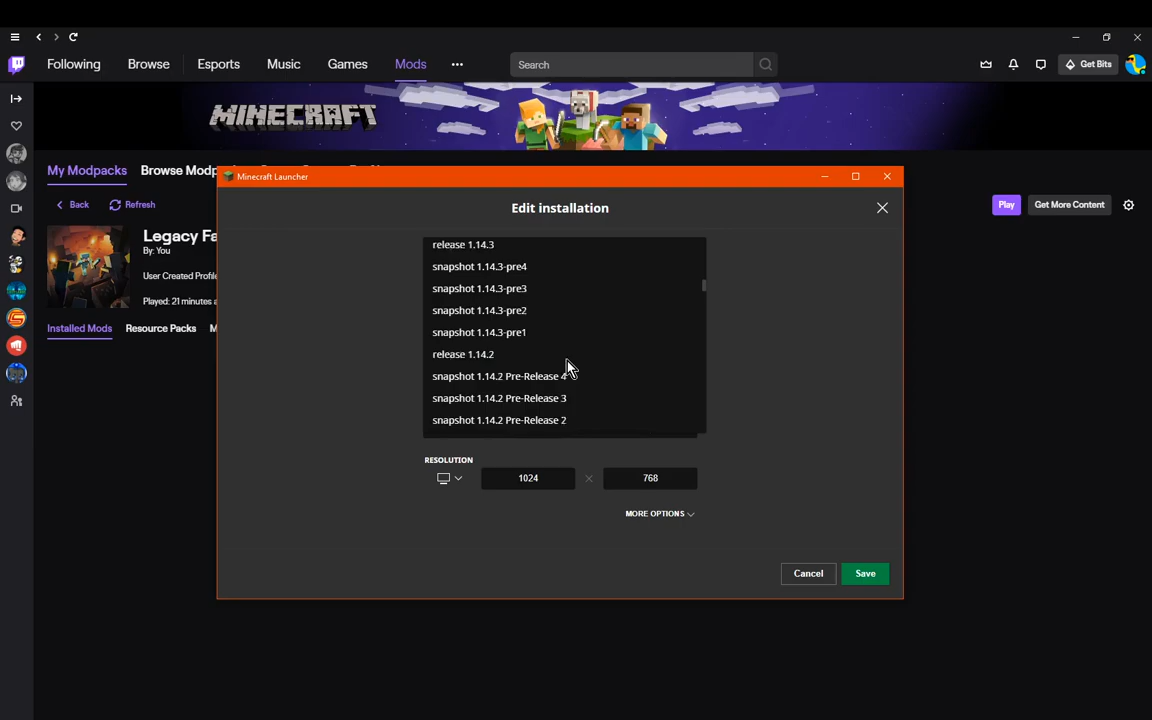 Following Browse Esports Music Games Mods Search Get Bits
MINECRAFT
My Modpacks Browse Modp
Minecraft Launcher
Back Refresh
Edit installation
Play Get More Content
Legacy Fa
By: You
User Created Profile
Played: 21 minutes a
Installed Mods Resource Packs M
release 1.14.3
snapshot 1.14.3-pre4
snapshot 1.14.3-pre3
snapshot 1.14.3-pre2
snapshot 1.14.3-pre1
release 1.14.2
snapshot 1.14.2 Pre-Release 4
snapshot 1.14.2 Pre-Release 3
snapshot 1.14.2 Pre-Release 2
RESOLUTION
1024 × 768
MORE OPTIONS
Cancel Save